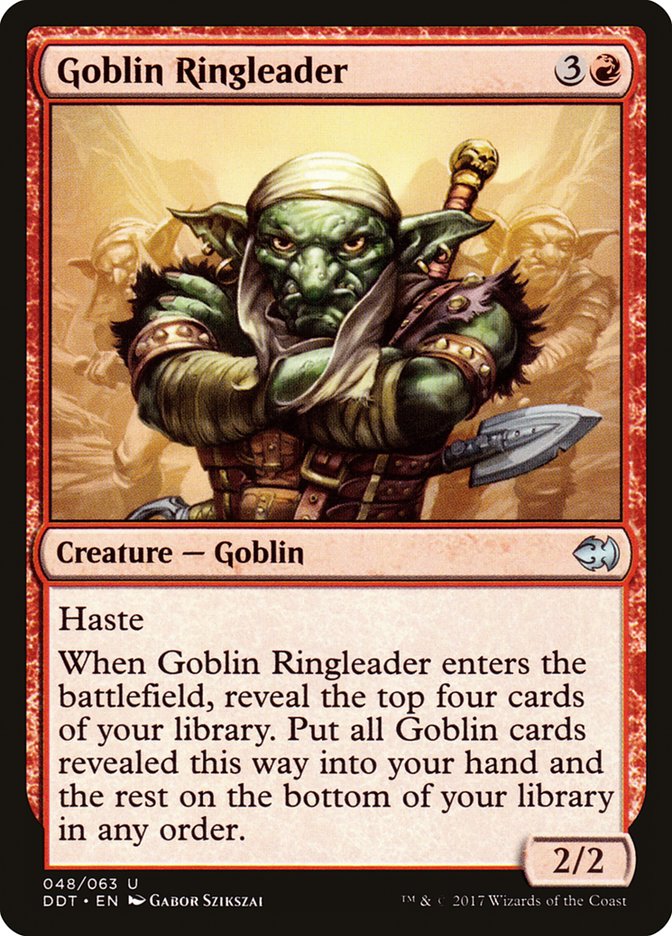 Goblin Ringleader 3
Creature — Goblin
Haste
When Goblin Ringleader enters the
battlefield, reveal the top four cards
of your library. Put all Goblin cards
revealed this way into your hand and
the rest on the bottom of your library
in any order.
2/2
048/063 U
DDT • EN Gabor Szikszai
™ & © 2017 Wizards of the Coast